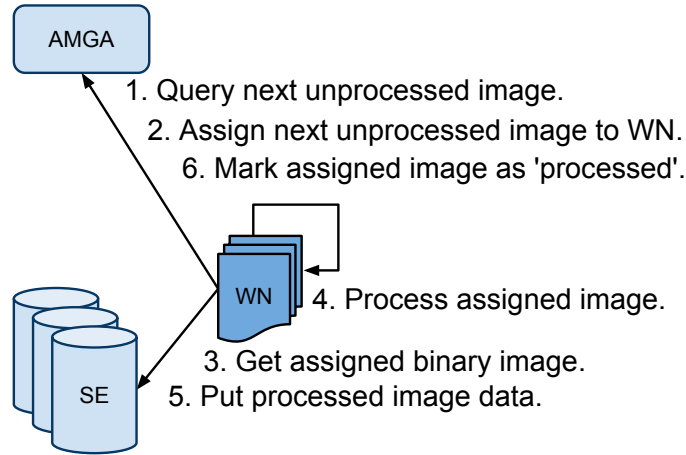 AMGA
1. Query next unprocessed image.
2. Assign next unprocessed image to WN.
6. Mark assigned image as 'processed'.
WN
4. Process assigned image.
3. Get assigned binary image.
5. Put processed image data.
SE